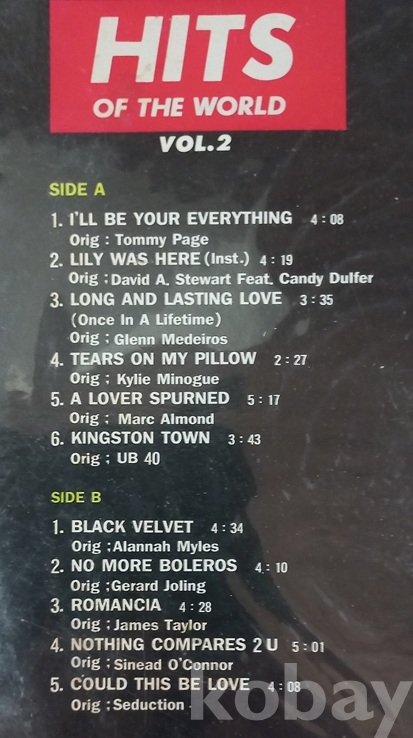 HITS
OF THE WORLD
VOL.2
SIDE A
1. I'LL BE YOUR EVERYTHING 4:08
Orig : Tommy Page
2. LILY WAS HERE (Inst.) 4:19
Orig : David A. Stewart Feat. Candy Dulfer
3. LONG AND LASTING LOVE 3:35
(Once In A Lifetime)
Orig ; Glenn Medeiros
4. TEARS ON MY PILLOW 2:27
Orig ; Kylie Minogue
5. A LOVER SPURNED 5:17
Orig ; Marc Almond
6. KINGSTON TOWN 3:43
Orig ; UB 40
SIDE B
1. BLACK VELVET 4:34
Orig ;Alannah Myles
2. NO MORE BOLEROS 4:10
Orig ;Gerard Joling
3. ROMANCIA 4:28
Orig : James Taylor
4. NOTHING COMPARES 2 U 5:01
Orig : Sinead O'Connor
5. COULD THIS BE LOVE 4:08
Orig ; Seduction
kobay